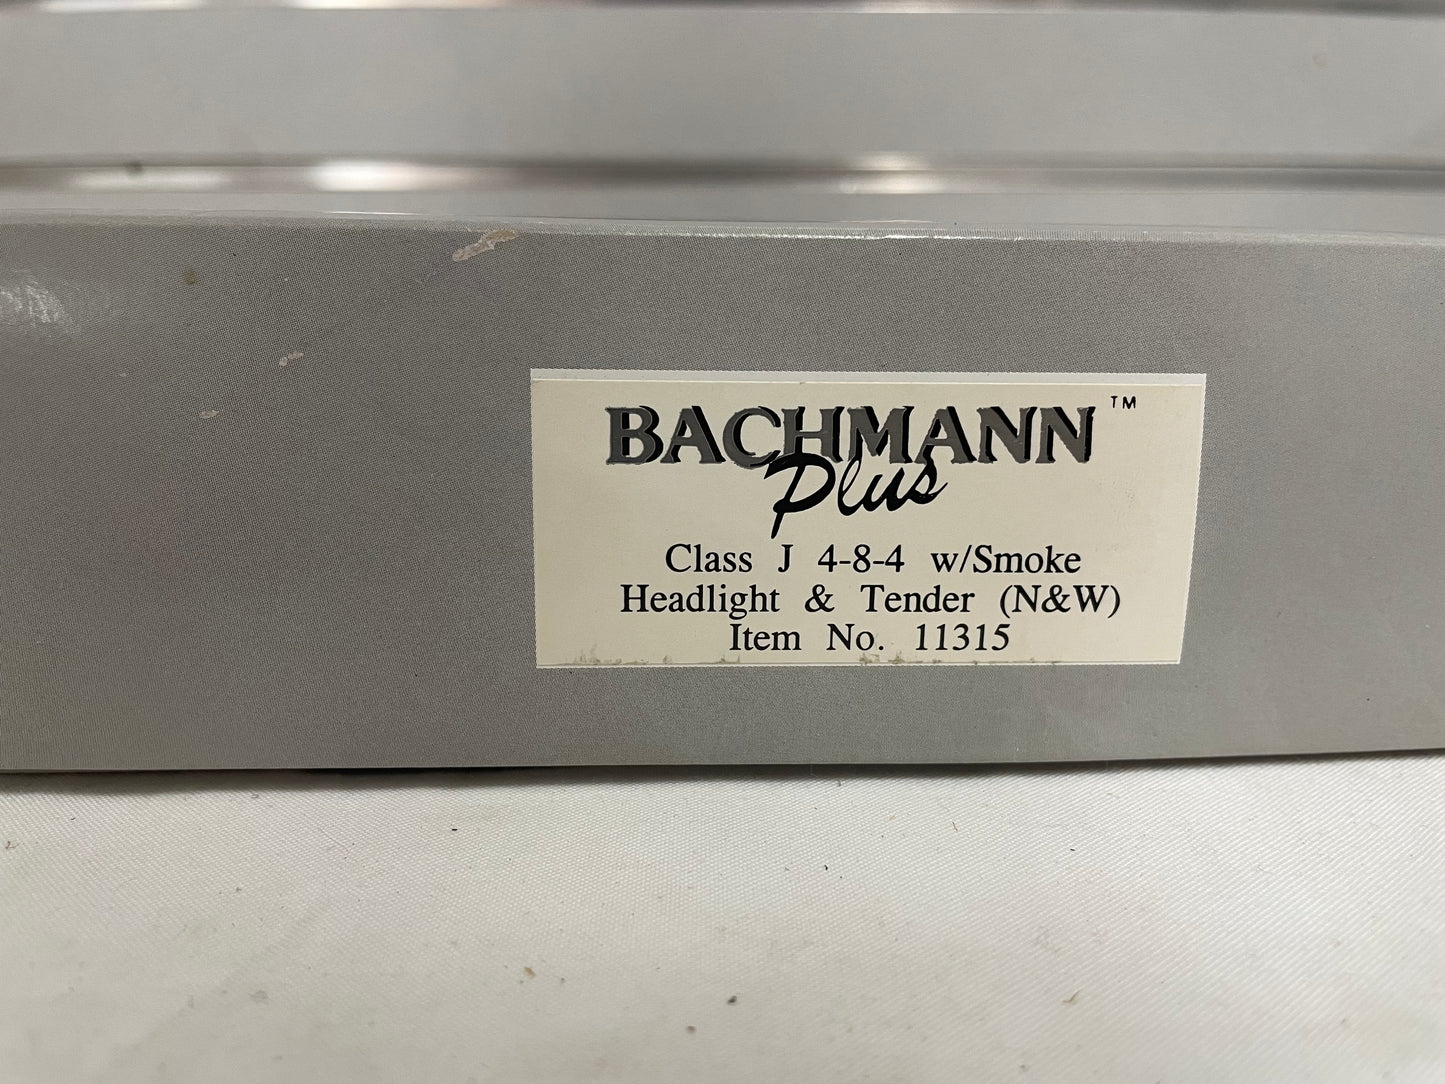 BACHMANN™
Plus
Class J 4-8-4 w/Smoke
Headlight & Tender (N&W)
Item No. 11315